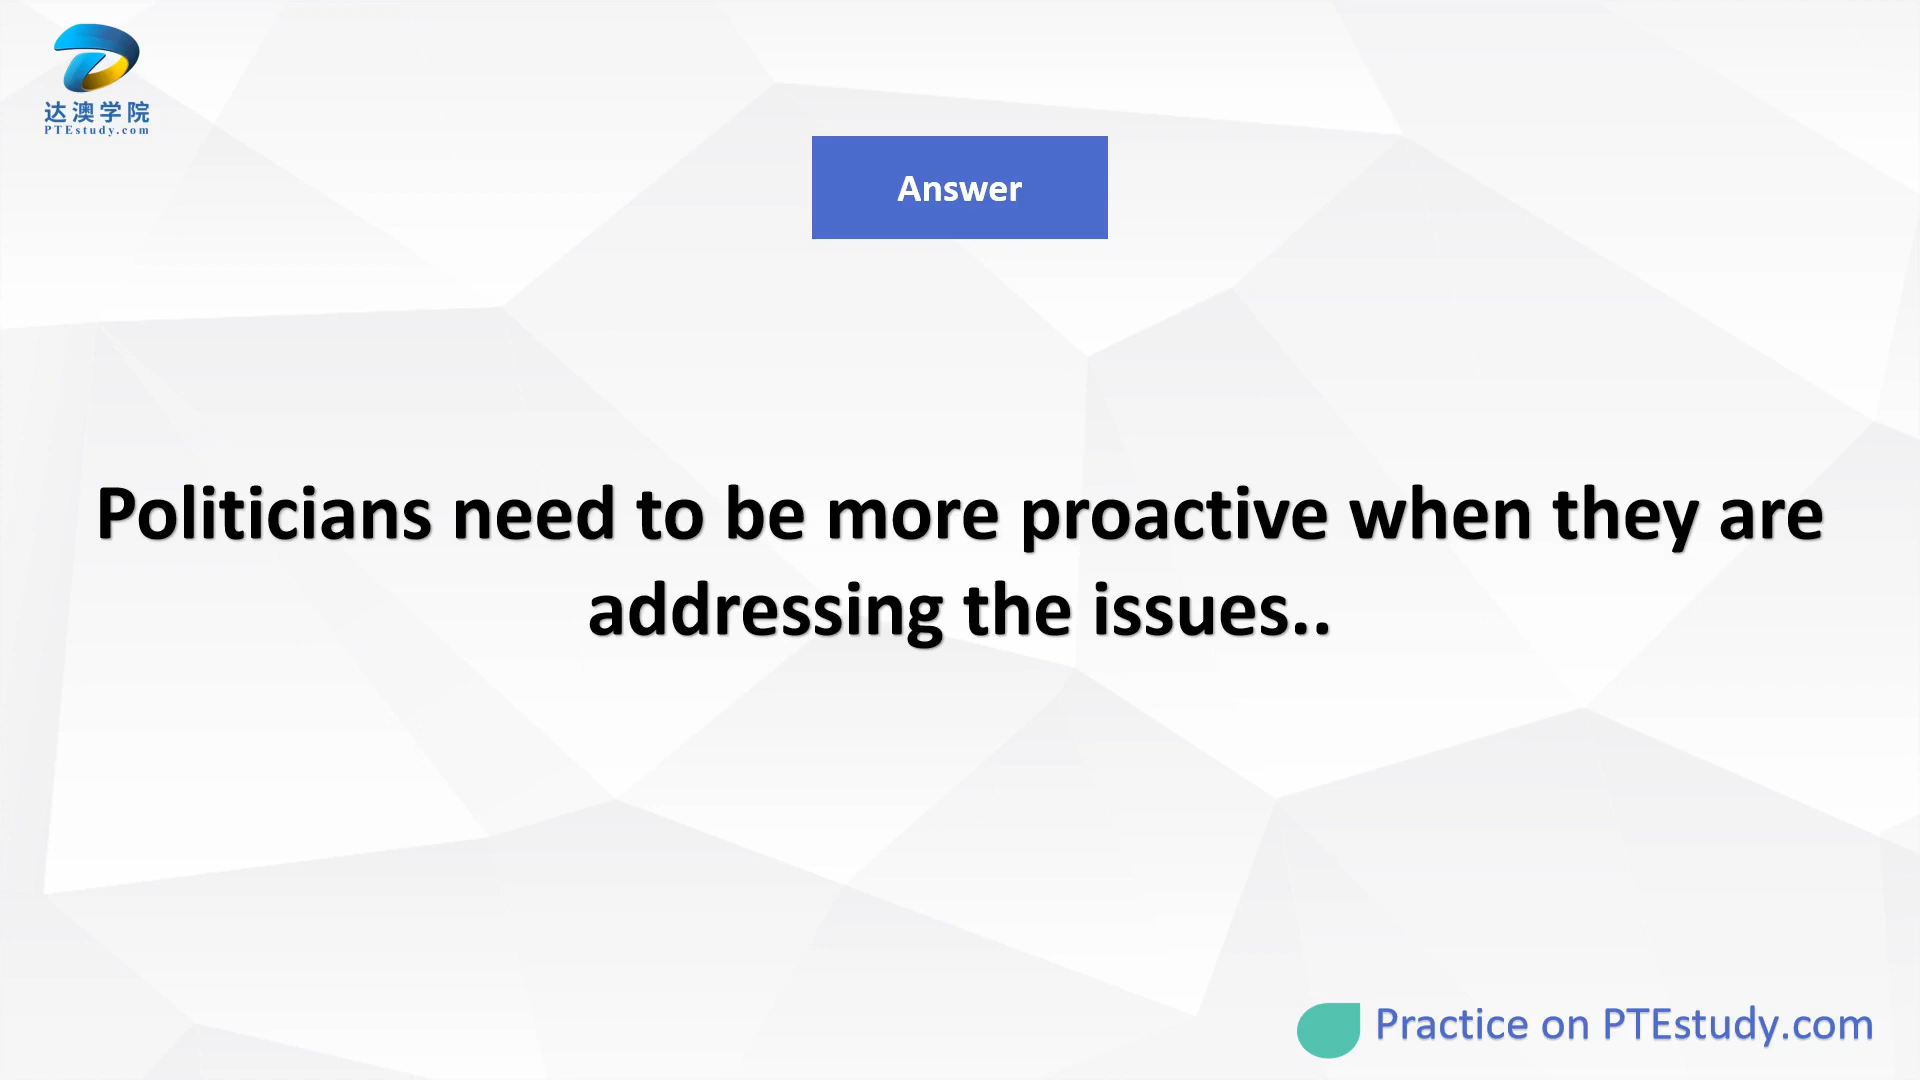 达澳学院
PTEstudy.com
Answer
Politicians need to be more proactive when they are
addressing the issues..
Practice on PTEstudy.com